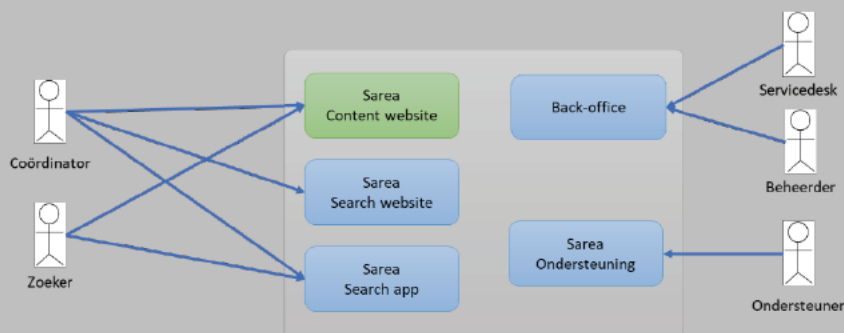 Coördinator
Zoeker
Sarea
Content website
Sarea
Search website
Sarea
Search app
Back-office
Sarea
Ondersteuning
Servicedesk
Beheerder
Ondersteuner